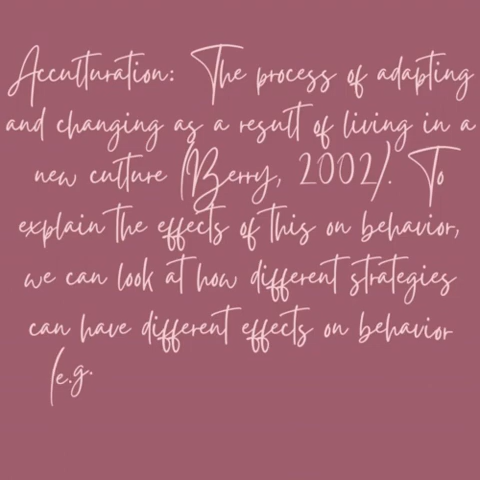 Acculturation: The process of adapting
and changing as a result of living in a
new culture (Berry, 2002). To
explain the effects of this on behavior,
we can look at how different strategies
can have different effects on behavior
(e.g.